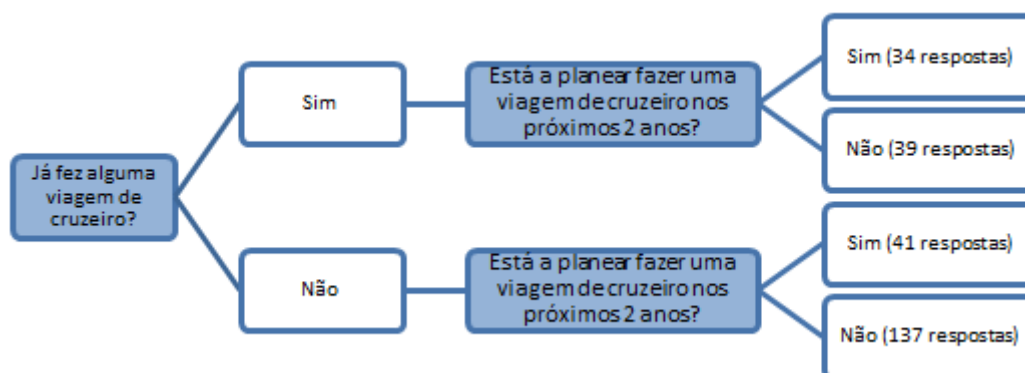 Já fez alguma
viagem de
cruzeiro?
Sim
Está a planear fazer uma
viagem de cruzeiro nos
próximos 2 anos?
Sim (34 respostas)
Não (39 respostas)
Não
Está a planear fazer uma
viagem de cruzeiro nos
próximos 2 anos?
Sim (41 respostas)
Não (137 respostas)